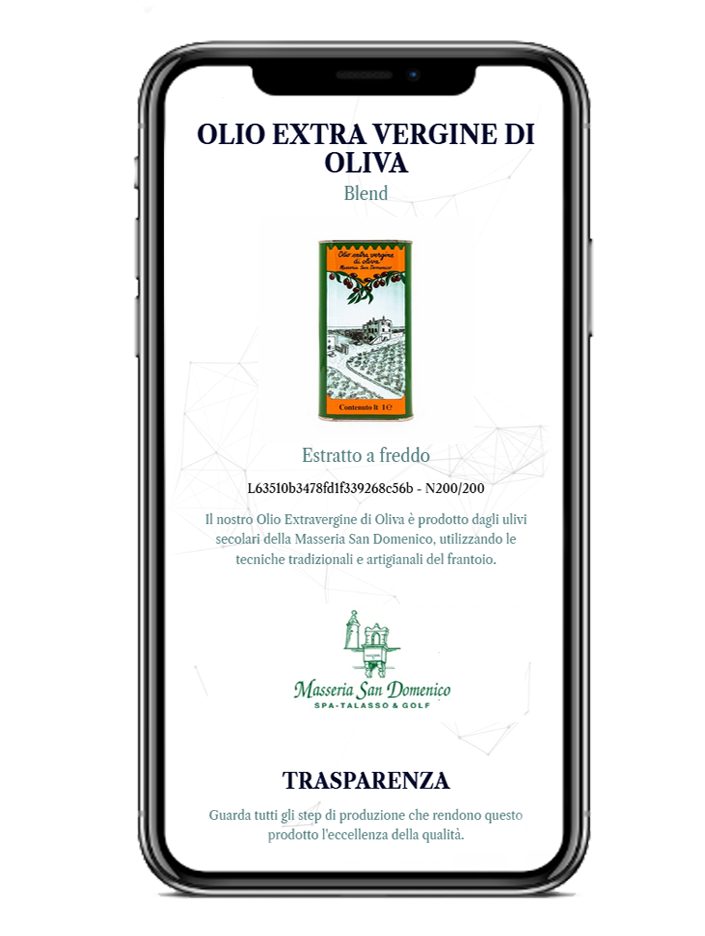 OLIO EXTRA VERGINE DI
OLIVA
Blend
Olio extra vergine
di oliva
Masseria San Domenico
Contenuto lt 1 e
Estratto a freddo
L63510b3478fd1f339268c56b - N200/200
Il nostro Olio Extravergine di Oliva è prodotto dagli ulivi
secolari della Masseria San Domenico, utilizzando le
tecniche tradizionali e artigianali del frantoio.
Masseria San Domenico
SPA-TALASSO & GOLF
TRASPARENZA
Guarda tutti gli step di produzione che rendono questo
prodotto l'eccellenza della qualità.